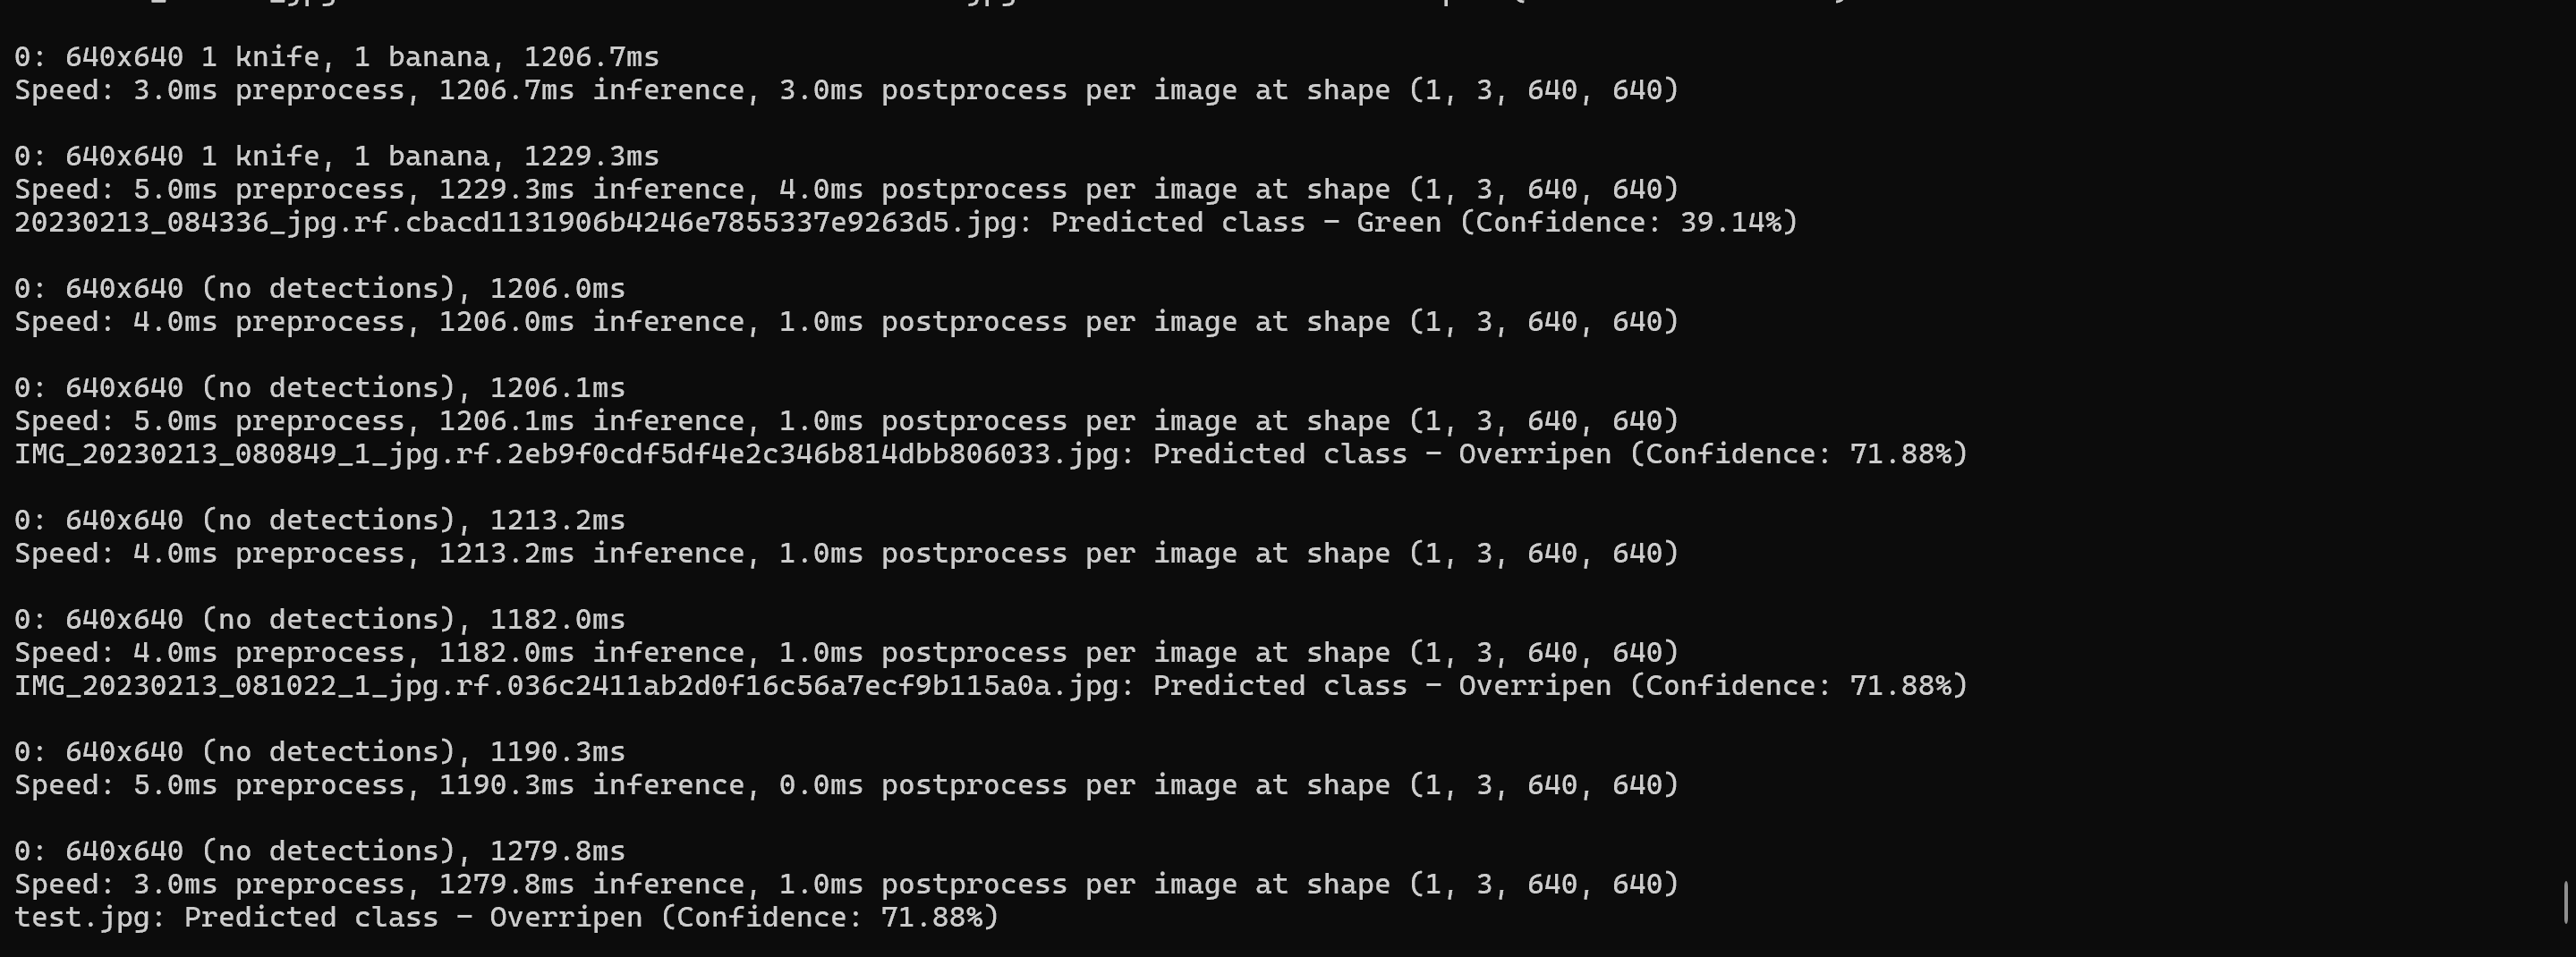 0: 640x640 1 knife, 1 banana, 1206.7ms
Speed: 3.0ms preprocess, 1206.7ms inference, 3.0ms postprocess per image at shape (1, 3, 640, 640)
0: 640x640 1 knife, 1 banana, 1229.3ms
Speed: 5.0ms preprocess, 1229.3ms inference, 4.0ms postprocess per image at shape (1, 3, 640, 640)
20230213_084336_jpg.rf.cbacd1131906b4246e7855337e9263d5.jpg: Predicted class - Green (Confidence: 39.14%)
0: 640x640 (no detections), 1206.0ms
Speed: 4.0ms preprocess, 1206.0ms inference, 1.0ms postprocess per image at shape (1, 3, 640, 640)
0: 640x640 (no detections), 1206.1ms
Speed: 5.0ms preprocess, 1206.1ms inference, 1.0ms postprocess per image at shape (1, 3, 640, 640)
IMG_20230213_080849_1_jpg.rf.2eb9f0cdf5df4e2c346b814dbb806033.jpg: Predicted class - Overripen (Confidence: 71.88%)
0: 640x640 (no detections), 1213.2ms
Speed: 4.0ms preprocess, 1213.2ms inference, 1.0ms postprocess per image at shape (1, 3, 640, 640)
0: 640x640 (no detections), 1182.0ms
Speed: 4.0ms preprocess, 1182.0ms inference, 1.0ms postprocess per image at shape (1, 3, 640, 640)
IMG_20230213_081022_1_jpg.rf.036c2411ab2d0f16c56a7ecf9b115a0a.jpg: Predicted class - Overripen (Confidence: 71.88%)
0: 640x640 (no detections), 1190.3ms
Speed: 5.0ms preprocess, 1190.3ms inference, 0.0ms postprocess per image at shape (1, 3, 640, 640)
0: 640x640 (no detections), 1279.8ms
Speed: 3.0ms preprocess, 1279.8ms inference, 1.0ms postprocess per image at shape (1, 3, 640, 640)
test.jpg: Predicted class - Overripen (Confidence: 71.88%)